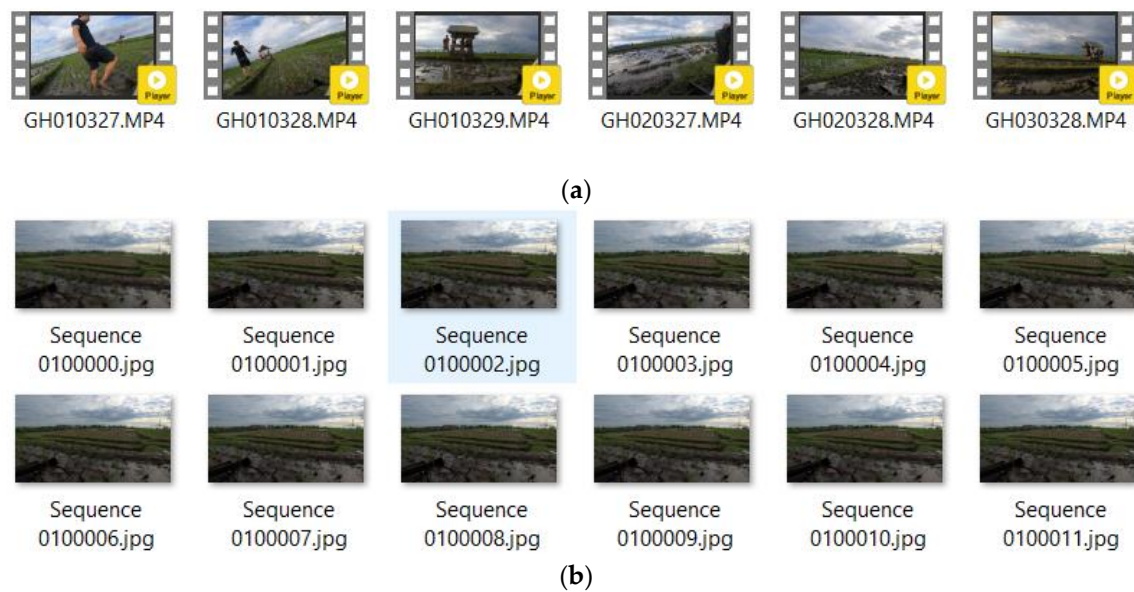 Player Player Player Player Player Player
GH010327.MP4 GH010328.MP4 GH010329.MP4 GH020327.MP4 GH020328.MP4 GH030328.MP4
(a)
Sequence Sequence Sequence Sequence Sequence Sequence
0100000.jpg 0100001.jpg 0100002.jpg 0100003.jpg 0100004.jpg 0100005.jpg
Sequence Sequence Sequence Sequence Sequence Sequence
0100006.jpg 0100007.jpg 0100008.jpg 0100009.jpg 0100010.jpg 0100011.jpg
(b)